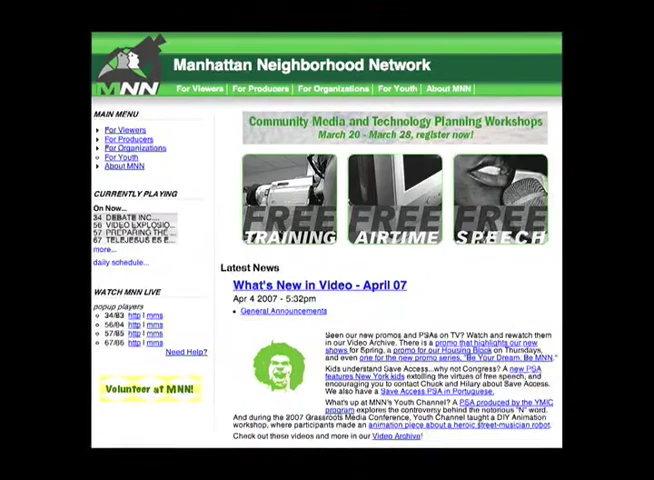 MNN
Manhattan Neighborhood Network
For Viewers | For Producers | For Organizations | For Youth | About MNN |
MAIN MENU
For Viewers
For Producers
For Organizations
For Youth
About MNN
CURRENTLY PLAYING
On Now...
34 DEBATE INC....
56 VIDEO EXPLOSIO...
57 PREPARING THE ...
67 TELEJESUS ES E...
more...
daily schedule...
WATCH MNN LIVE
popup players
34/83 http | mms
56/84 http | mms
57/85 http | mms
67/86 http | mms
Need Help?
Volunteer at MNN!
Community Media and Technology Planning Workshops
March 20 - March 28, register now!
FREE TRAINING
FREE AIRTIME
FREE SPEECH
Latest News
What's New in Video - April 07
Apr 4 2007 - 5:32pm
General Announcements
Seen our new promos and PSAs on TV? Watch and rewatch them
in our Video Archive. There is a promo that highlights our new
shows for Spring, a promo for our Housing Block on Thursdays,
and even one for the new promo series, "Be Your Dream. Be MNN."
Kids understand Save Access...why not Congress? A new PSA
features New York kids extolling the virtues of free speech, and
encouraging you to contact Chuck and Hilary about Save Access.
We also have a Save Access PSA in Portuguese.
What's up at MNN's Youth Channel? A PSA produced by the YMIC
program explores the controversy behind the notorious "N" word.
And during the 2007 Grassroots Media Conference, Youth Channel taught a DIY Animation
workshop, where participants made an animation piece about a heroic street-musician robot.
Check out these videos and more in our Video Archive!